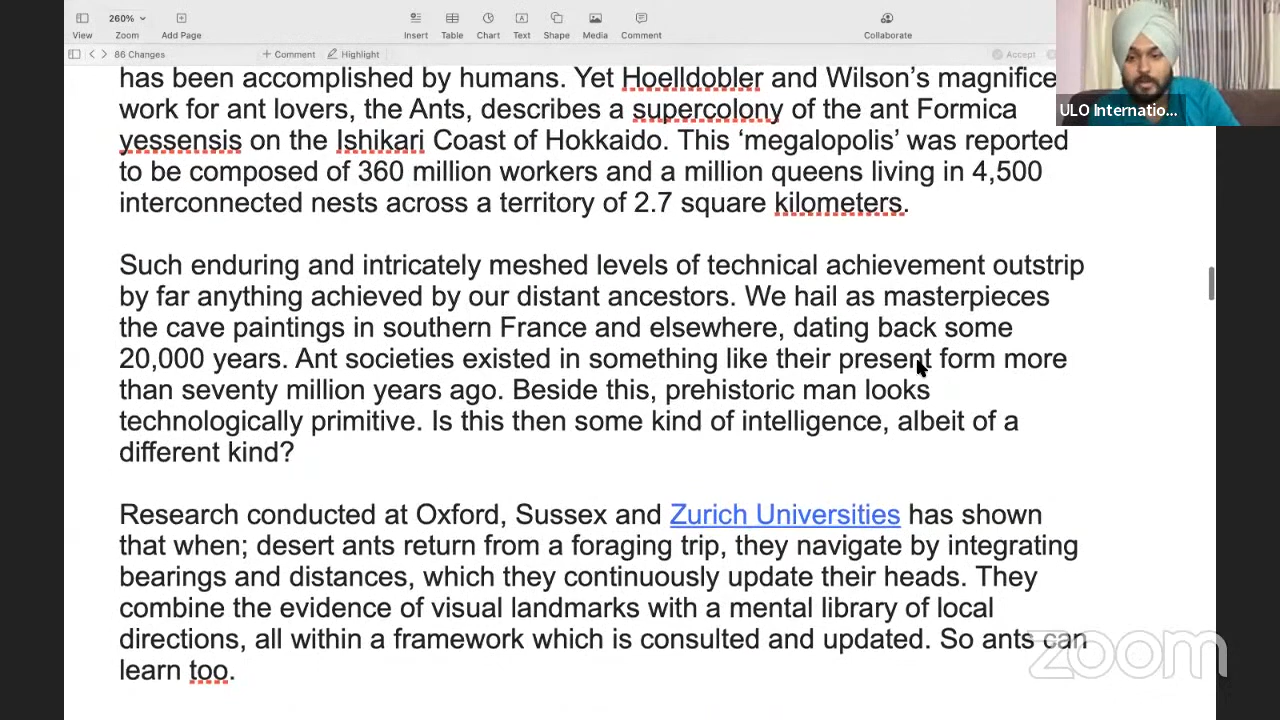 260%
View
Zoom
Add Page
Insert
Table
Chart
Text
Shape
Media
Comment
Collaborate
86 Changes
Comment
Highlight
Accept
ULO Internatio...
has been accomplished by humans. Yet Hoelldobler and Wilson's magnifice
work for ant lovers, the Ants, describes a supercolony of the ant Formica
yessensis on the Ishikari Coast of Hokkaido. This ‘megalopolis’ was reported
to be composed of 360 million workers and a million queens living in 4,500
interconnected nests across a territory of 2.7 square kilometers.
Such enduring and intricately meshed levels of technical achievement outstrip
by far anything achieved by our distant ancestors. We hail as masterpieces
the cave paintings in southern France and elsewhere, dating back some
20,000 years. Ant societies existed in something like their present form more
than seventy million years ago. Beside this, prehistoric man looks
technologically primitive. Is this then some kind of intelligence, albeit of a
different kind?
Research conducted at Oxford, Sussex and Zurich Universities has shown
that when; desert ants return from a foraging trip, they navigate by integrating
bearings and distances, which they continuously update their heads. They
combine the evidence of visual landmarks with a mental library of local
directions, all within a framework which is consulted and updated. So ants can
learn too.
zoom